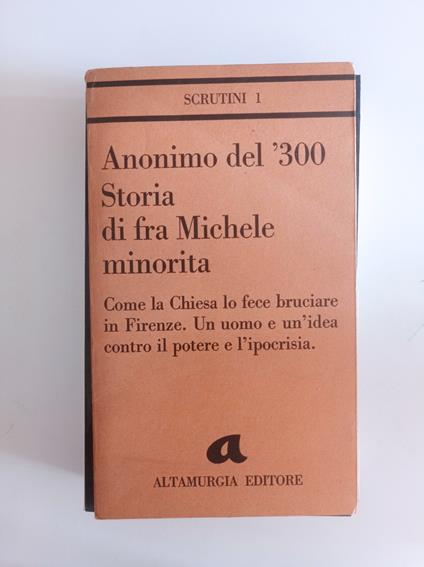 SCRUTINI 1
Anonimo del '300
Storia
di fra Michele
minorita
Come la Chiesa lo fece bruciare
in Firenze. Un uomo e un'idea
contro il potere e l'ipocrisia.
a
ALTAMURGIA EDITORE